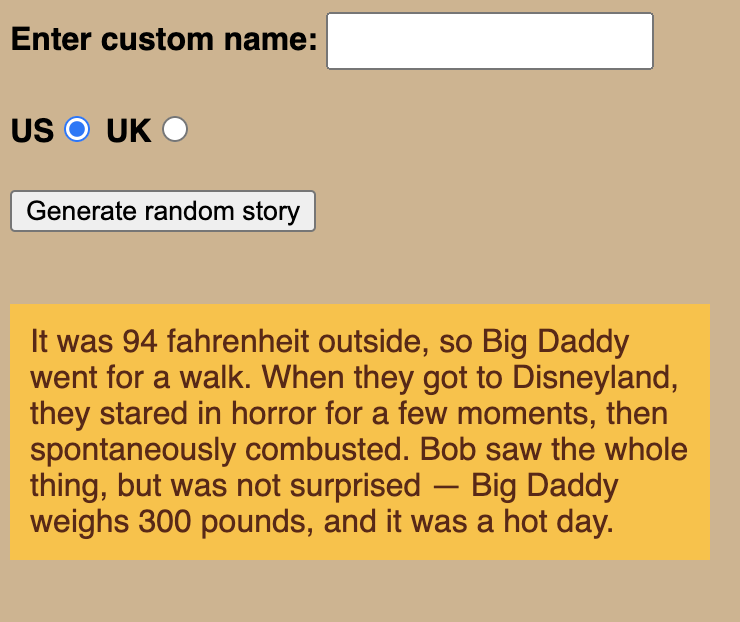 Enter custom name:
US UK
Generate random story
It was 94 fahrenheit outside, so Big Daddy
went for a walk. When they got to Disneyland,
they stared in horror for a few moments, then
spontaneously combusted. Bob saw the whole
thing, but was not surprised — Big Daddy
weighs 300 pounds, and it was a hot day.